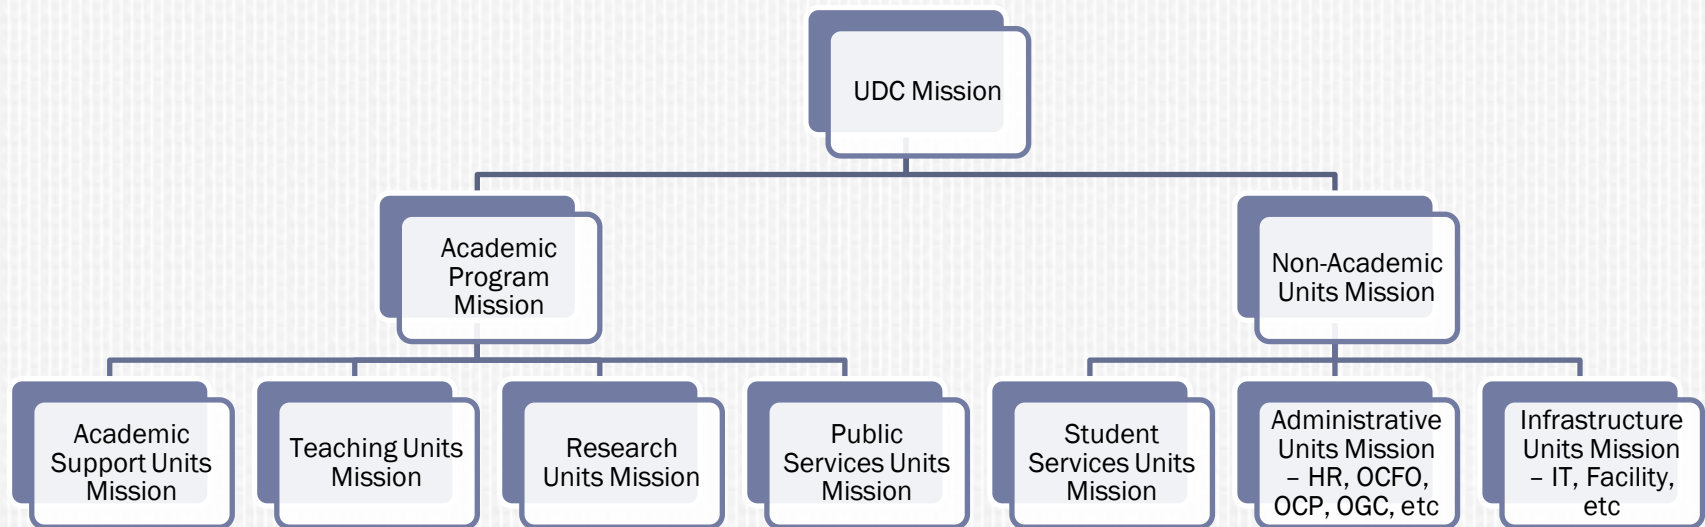 UDC Mission
Academic
Program
Mission
Non-Academic
Units Mission
Academic
Support Units
Mission
Teaching Units
Mission
Research
Units Mission
Public
Services Units
Mission
Student
Services Units
Mission
Administrative
Units Mission
– HR, OCFO,
OCP, OGC, etc
Infrastructure
Units Mission
– IT, Facility,
etc